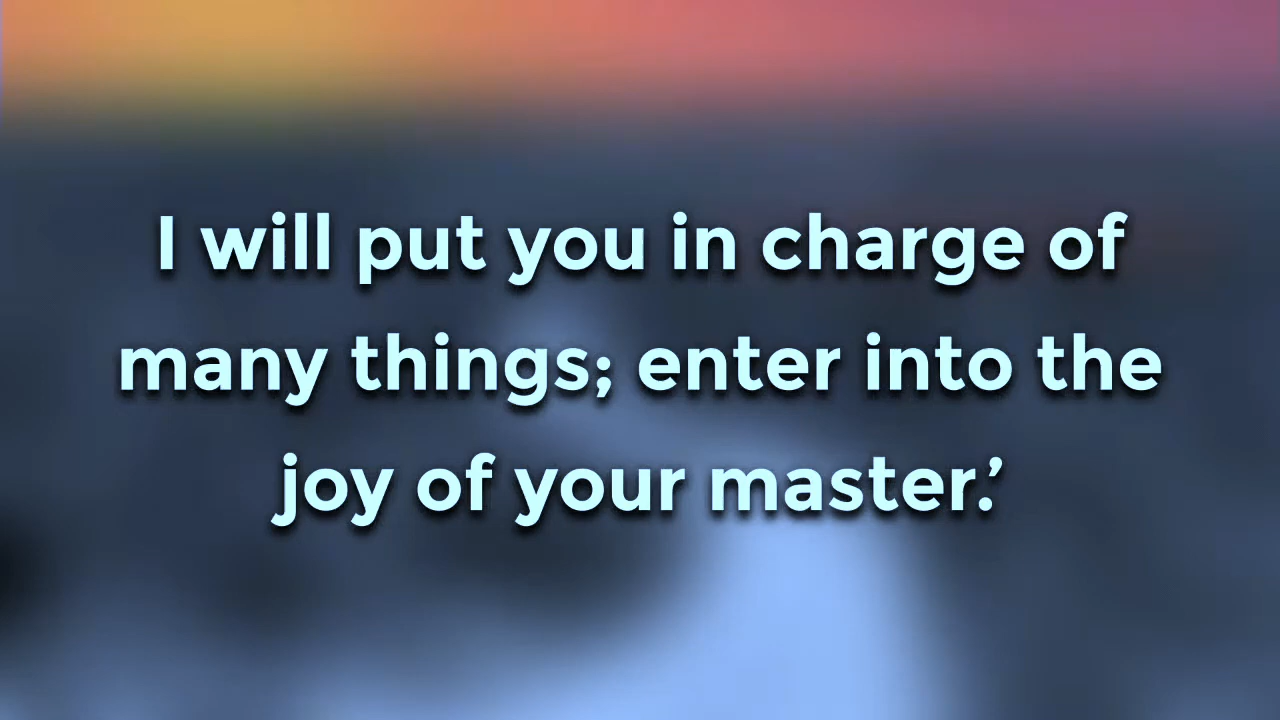 I will put you in charge of
many things; enter into the
joy of your master.’